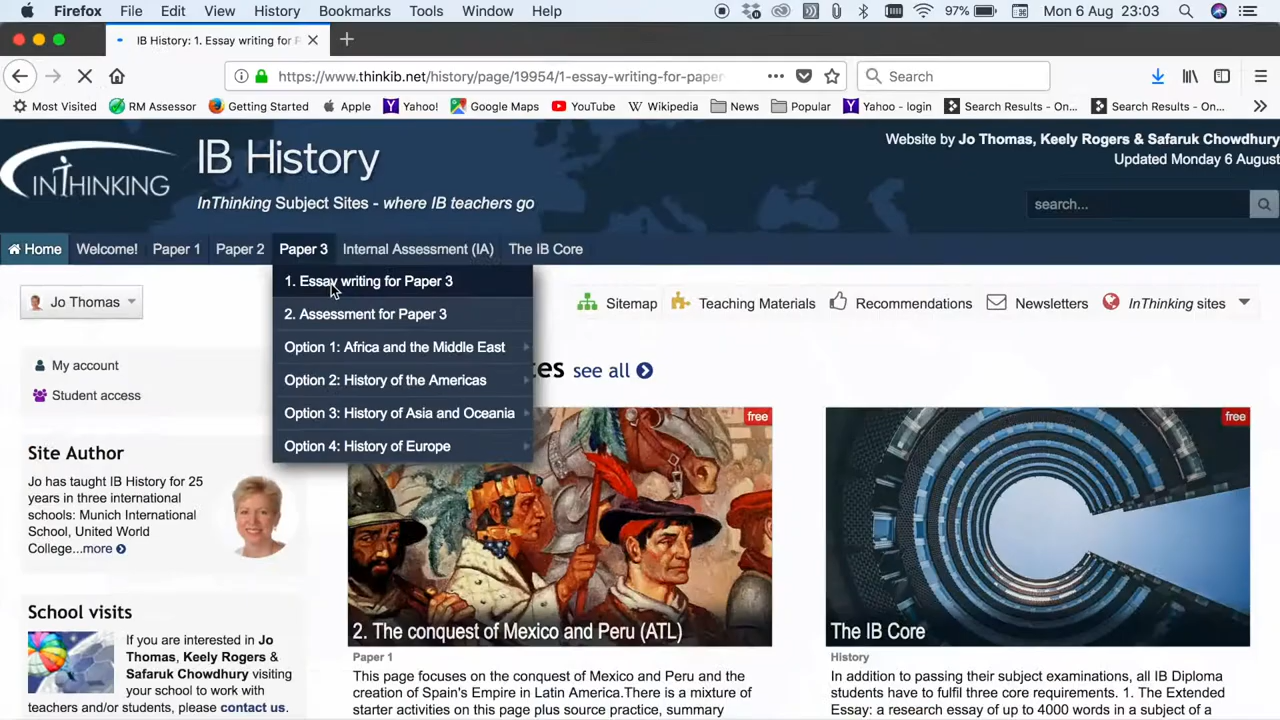 Firefox File Edit View History Bookmarks Tools Window Help 97% Mon 6 Aug 23:03
IB History: 1. Essay writing for P
https://www.thinkib.net/history/page/19954/1-essay-writing-for-paper Search
Most Visited RM Assessor Getting Started Apple Yahoo! Google Maps YouTube Wikipedia News Popular Yahoo - login Search Results - On... Search Results - On...
INTHINKING
IB History
InThinking Subject Sites - where IB teachers go
Website by Jo Thomas, Keely Rogers & Safaruk Chowdhury
Updated Monday 6 August
search...
Home Welcome! Paper 1 Paper 2 Paper 3 Internal Assessment (IA) The IB Core
1. Essay writing for Paper 3
2. Assessment for Paper 3
Option 1: Africa and the Middle East
Option 2: History of the Americas
Option 3: History of Asia and Oceania
Option 4: History of Europe
Jo Thomas
Sitemap Teaching Materials Recommendations Newsletters InThinking sites
My account
Student access
Site Author
Jo has taught IB History for 25
years in three international
schools: Munich International
School, United World
College...more
School visits
If you are interested in Jo
Thomas, Keely Rogers &
Safaruk Chowdhury visiting
your school to work with
teachers and/or students, please contact us.
see all
free
2. The conquest of Mexico and Peru (ATL)
Paper 1
This page focuses on the conquest of Mexico and Peru and the
creation of Spain's Empire in Latin America.There is a mixture of
starter activities on this page plus source practice, summary
free
The IB Core
History
In addition to passing their subject examinations, all IB Diploma
students have to fulfil three core requirements. 1. The Extended
Essay: a research essay of up to 4000 words in a subject of a